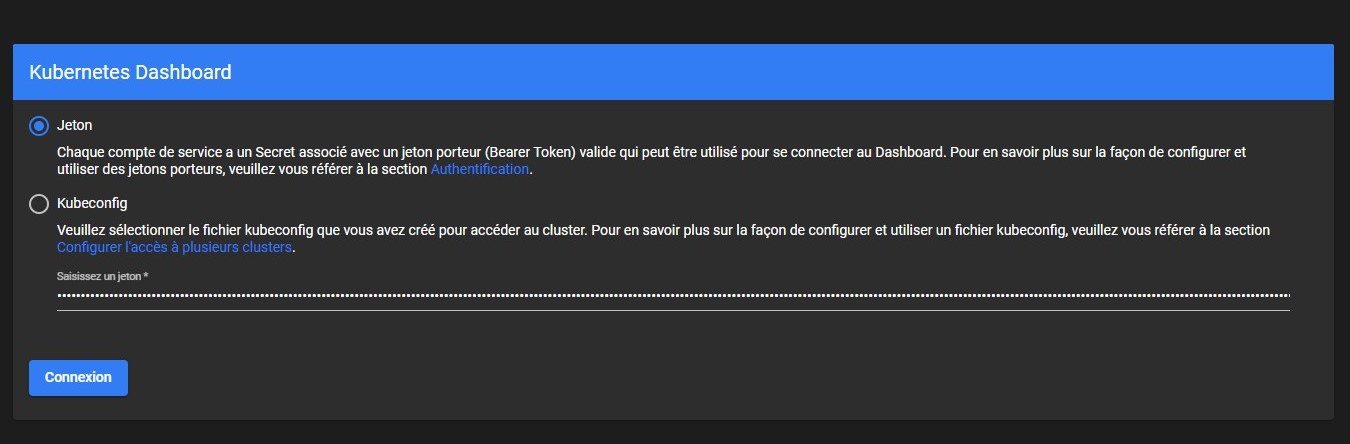 Kubernetes Dashboard
Jeton
Chaque compte de service a un Secret associé avec un jeton porteur (Bearer Token) valide qui peut être utilisé pour se connecter au Dashboard. Pour en savoir plus sur la façon de configurer et
utiliser des jetons porteurs, veuillez vous référer à la section Authentification.
Kubeconfig
Veuillez sélectionner le fichier kubeconfig que vous avez créé pour accéder au cluster. Pour en savoir plus sur la façon de configurer et utiliser un fichier kubeconfig, veuillez vous référer à la section
Configurer l'accès à plusieurs clusters.
Saisissez un jeton *
Connexion